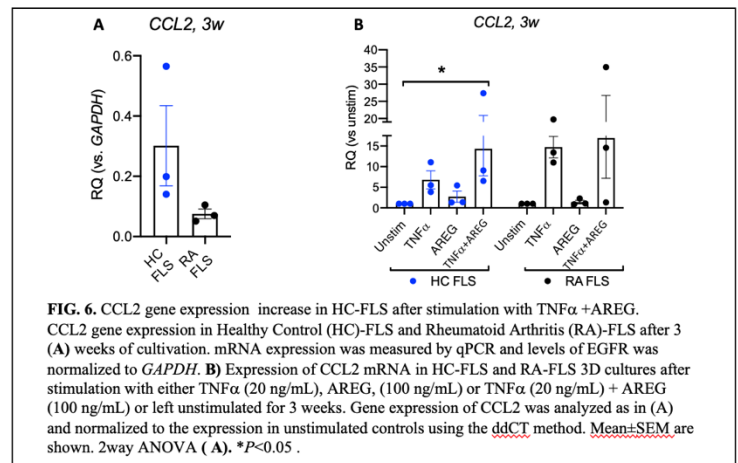 A
CCL2, 3w
RQ (vs. GAPDH)
0.6
0.4
0.2
0.0
HC
FLS
RA
FLS
B
CCL2, 3w
RQ (vs unstim)
40
35
30
25
20
15
10
5
0
*
Unstim
TNFα
AREG
TNFα+AREG
Unstim
TNFα
AREG
TNFα+AREG
HC FLS
RA FLS
FIG. 6. CCL2 gene expression  increase in HC-FLS after stimulation with TNFα +AREG.
CCL2 gene expression in Healthy Control (HC)-FLS and Rheumatoid Arthritis (RA)-FLS after 3
(A) weeks of cultivation. mRNA expression was measured by qPCR and levels of EGFR was
normalized to GAPDH. B) Expression of CCL2 mRNA in HC-FLS and RA-FLS 3D cultures after
stimulation with either TNFα (20 ng/mL), AREG, (100 ng/mL) or TNFα (20 ng/mL) + AREG
(100 ng/mL) or left unstimulated for 3 weeks. Gene expression of CCL2 was analyzed as in (A)
and normalized to the expression in unstimulated controls using the ddCT method. Mean±SEM are
shown. 2way ANOVA ( A). *P<0.05 .